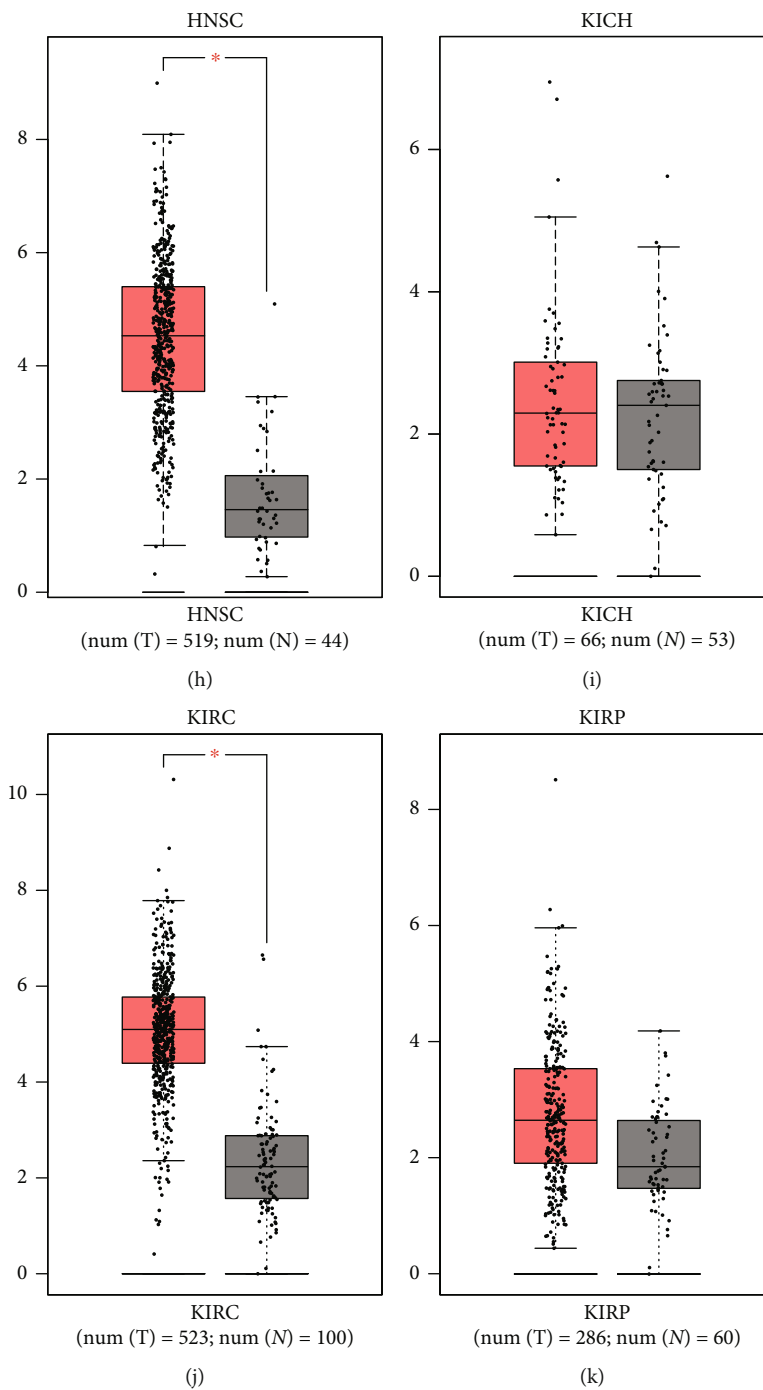 HNSC
*
8
6
4
2
0
HNSC
(num (T) = 519; num (N) = 44)
(h)
KICH
6
4
2
0
KICH
(num (T) = 66; num (N) = 53)
(i)
KIRC
*
10
8
6
4
2
0
KIRC
(num (T) = 523; num (N) = 100)
(j)
KIRP
8
6
4
2
0
KIRP
(num (T) = 286; num (N) = 60)
(k)